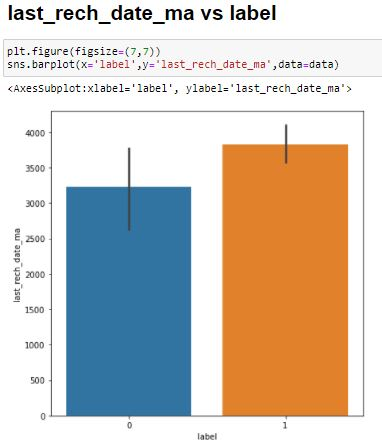 last_rech_date_ma vs label
plt.figure(figsize=(7,7))
sns.barplot(x='label',y='last_rech_date_ma',data=data)
<AxesSubplot:xlabel='label', ylabel='last_rech_date_ma'>
4000
3500
3000
2500
2000
1500
1000
500
0
last_rech_date_ma
0
1
label